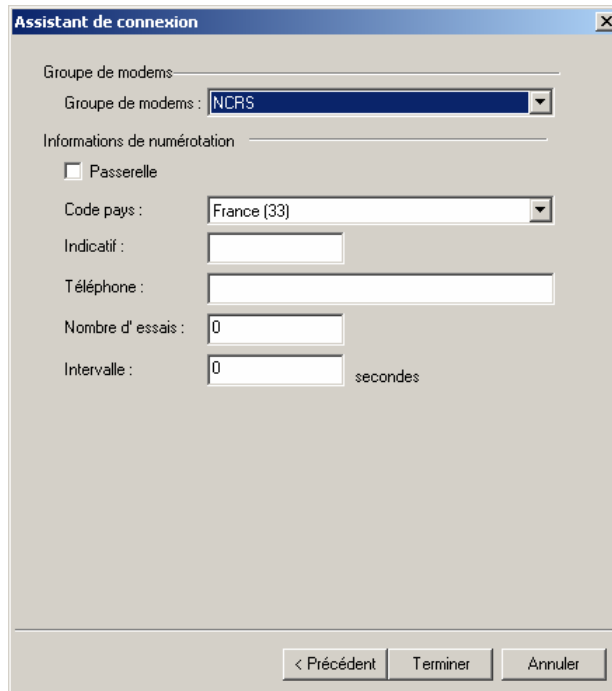 Assistant de connexion
Groupe de modems
Groupe de modems : NCRS
Informations de numérotation
Passerelle
Code pays : France (33)
Indicatif :
Téléphone :
Nombre d' essais : 0
Intervalle : 0 secondes
< Précédent Terminer Annuler